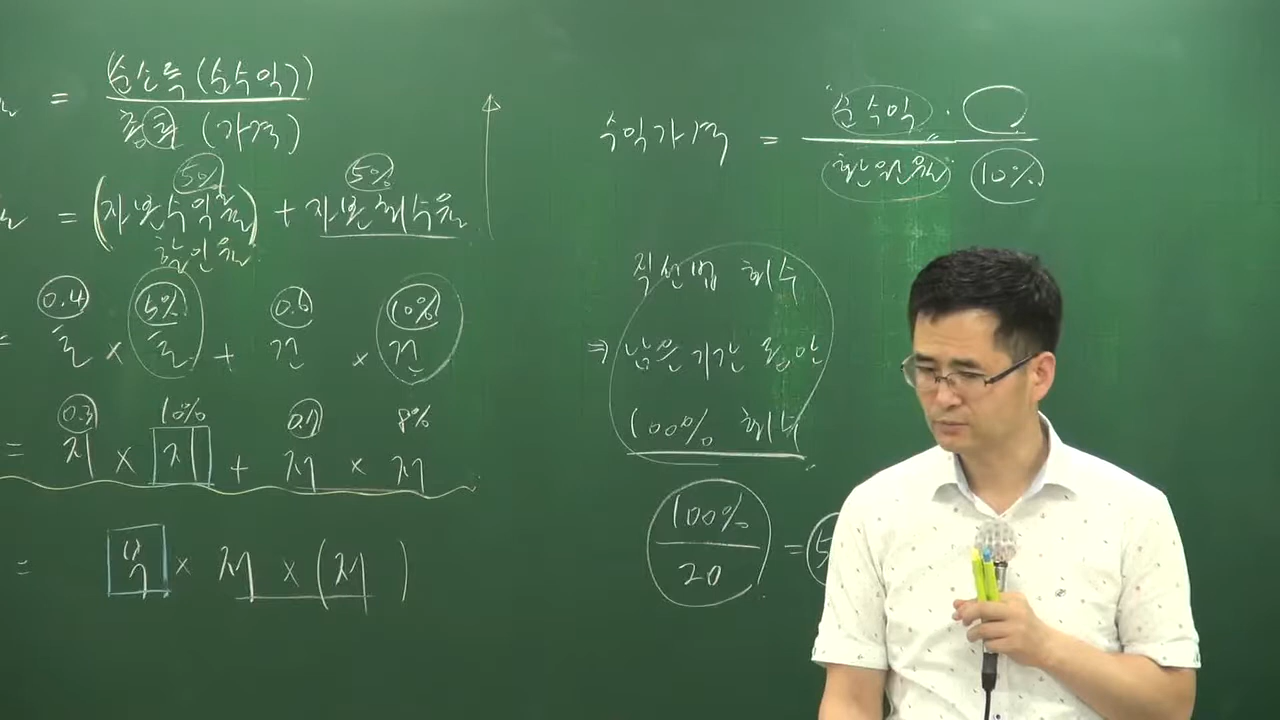 = 순소득 (순수익)
총투 (가격)
5% 5%
= (자본수익률) + 자본회수율
할인율
0.4 5% 0.6 10%
= 토 × 토 + 건 × 건
0.3 10% 0.7 8%
= 지 × 지 + 저 × 저
= 부 × 저 × (저 )
수익가격 = 순수익 .
환원율 10%
직선법 회수
⇒ 남은기간 동안
100% 회수
100%
20
= 5